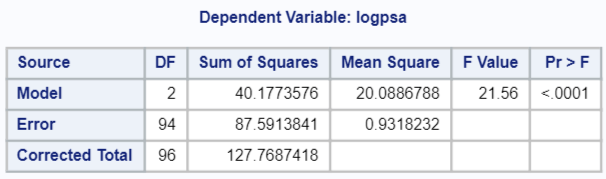 Dependent Variable: logpsa
Source DF Sum of Squares Mean Square F Value Pr > F
Model 2 40.1773576 20.0886788 21.56 <.0001
Error 94 87.5913841 0.9318232
Corrected Total 96 127.7687418